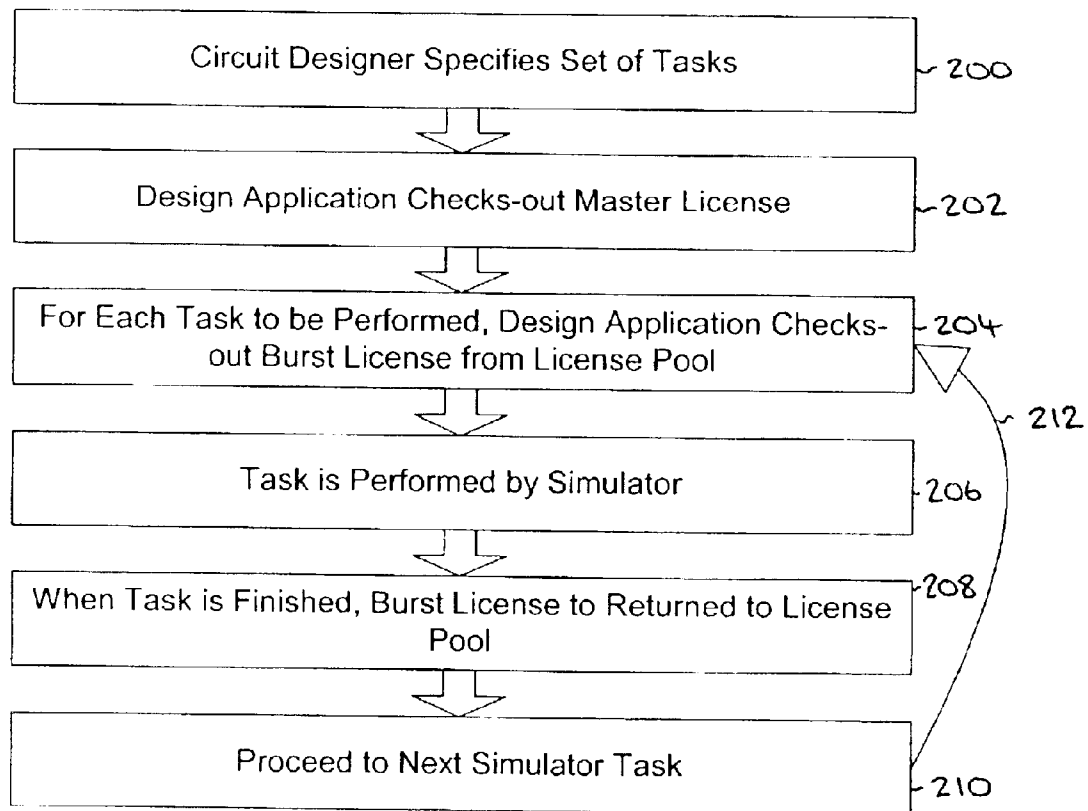 Circuit Designer Specifies Set of Tasks
200
Design Application Checks-out Master License
202
For Each Task to be Performed, Design Application Checks-
out Burst License from License Pool
204
212
Task is Performed by Simulator
206
When Task is Finished, Burst License to Returned to License
Pool
208
Proceed to Next Simulator Task
210